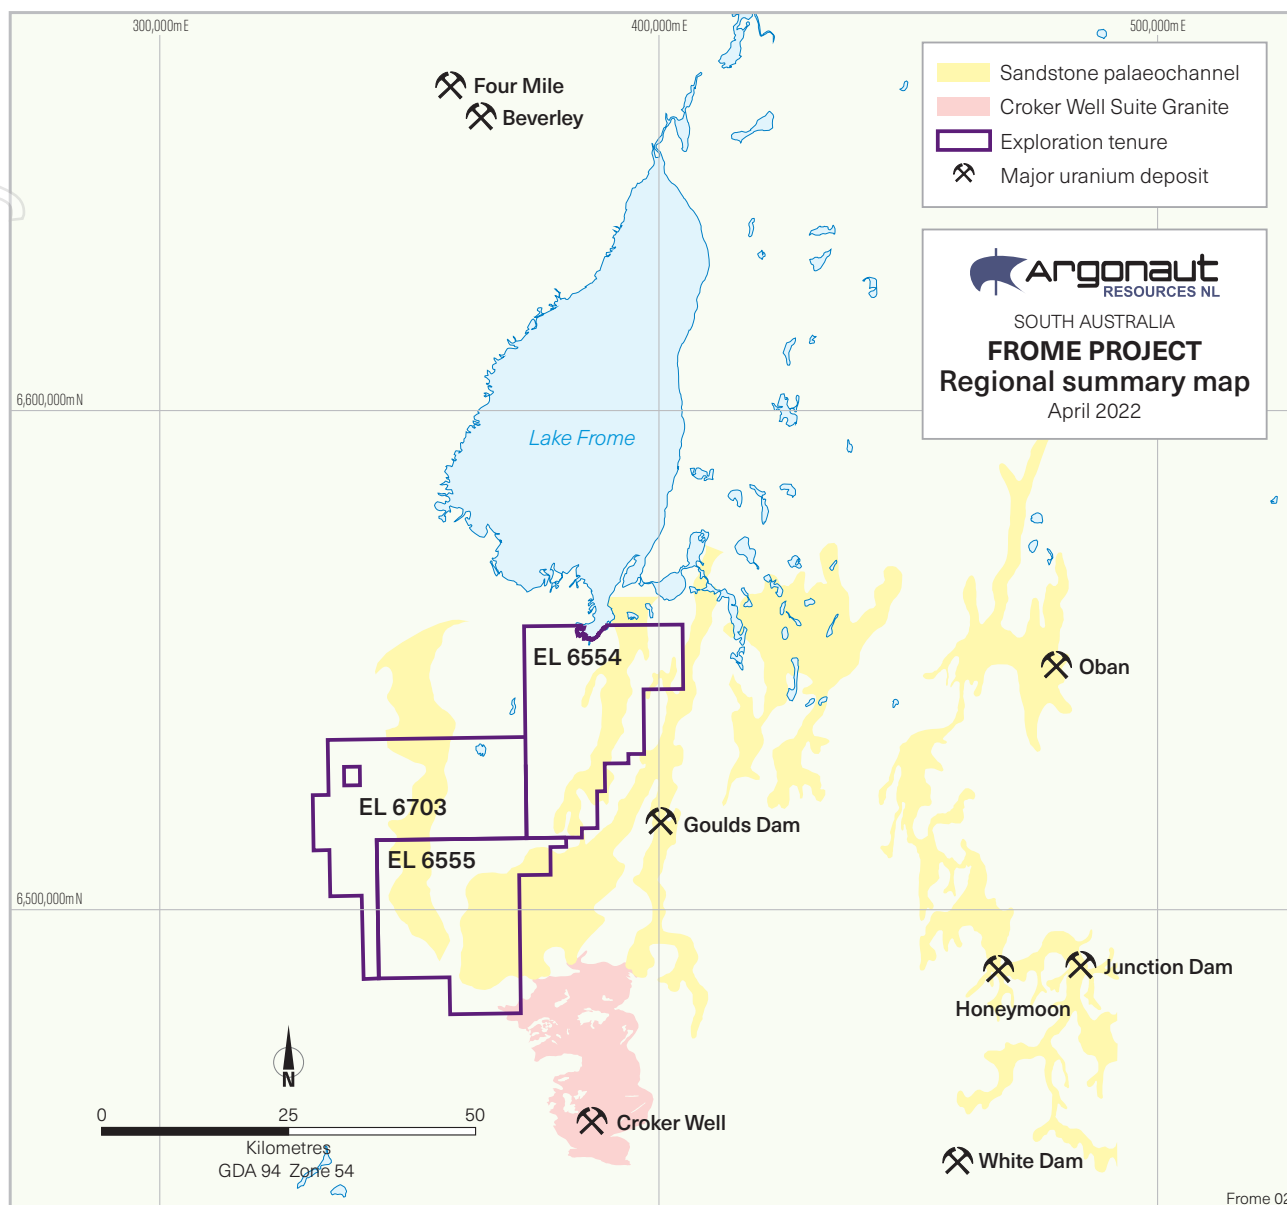 300,000mE
400,000mE
500,000mE
Four Mile
Beverley
Sandstone palaeochannel
Croker Well Suite Granite
Exploration tenure
Major uranium deposit
Argonaut
RESOURCES NL
SOUTH AUSTRALIA
FROME PROJECT
Regional summary map
April 2022
6,600,000mN
Lake Frome
EL 6554
Oban
EL 6703
Goulds Dam
EL 6555
6,500,000mN
Junction Dam
Honeymoon
N
0 25 50
Kilometres
GDA 94 Zone 54
Croker Well
White Dam
Frome 02